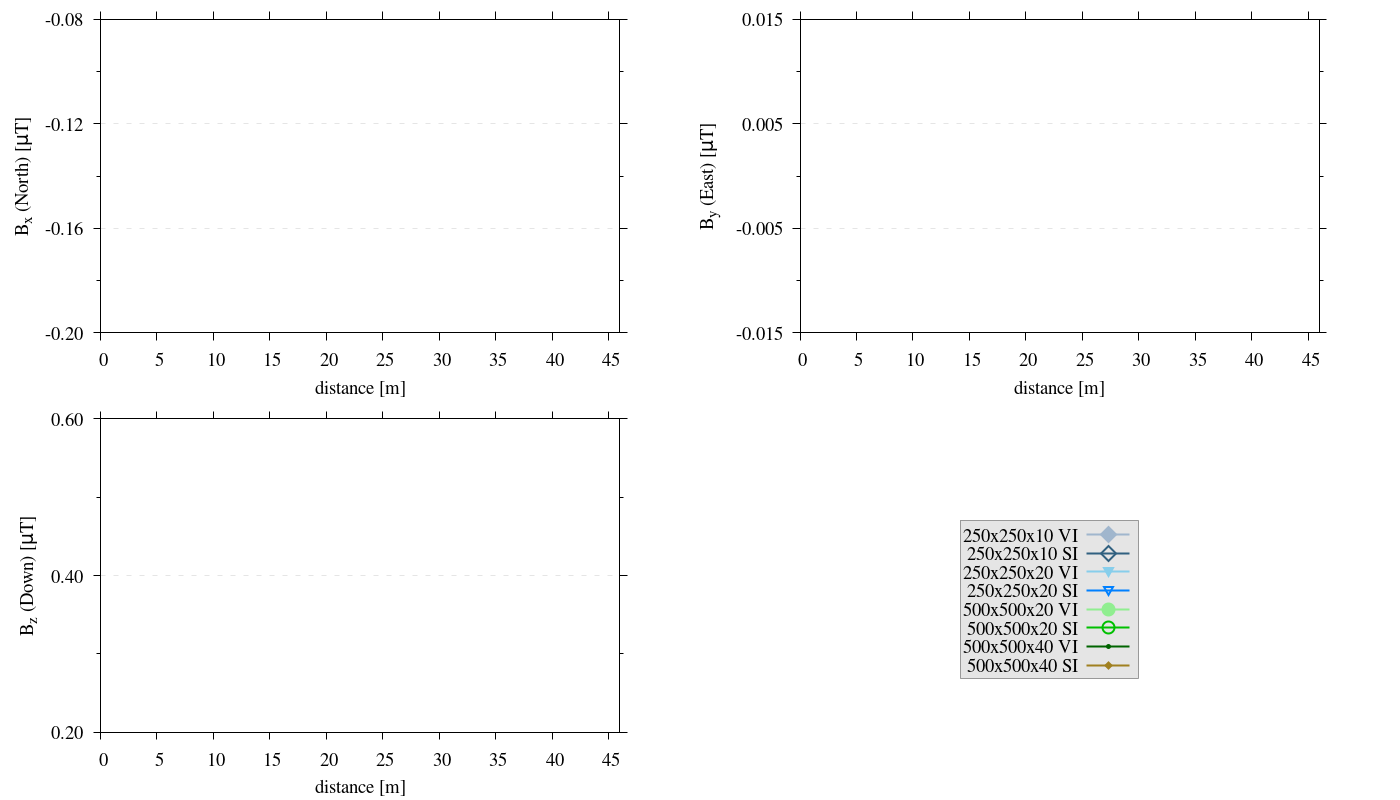 -0.08
-0.12
-0.16
-0.20
B_x (North) [µT]
0 5 10 15 20 25 30 35 40 45
distance [m]
0.015
0.005
-0.005
-0.015
B_y (East) [µT]
0 5 10 15 20 25 30 35 40 45
distance [m]
0.60
0.40
0.20
B_z (Down) [µT]
0 5 10 15 20 25 30 35 40 45
distance [m]
250x250x10 VI
250x250x10 SI
250x250x20 VI
250x250x20 SI
500x500x20 VI
500x500x20 SI
500x500x40 VI
500x500x40 SI